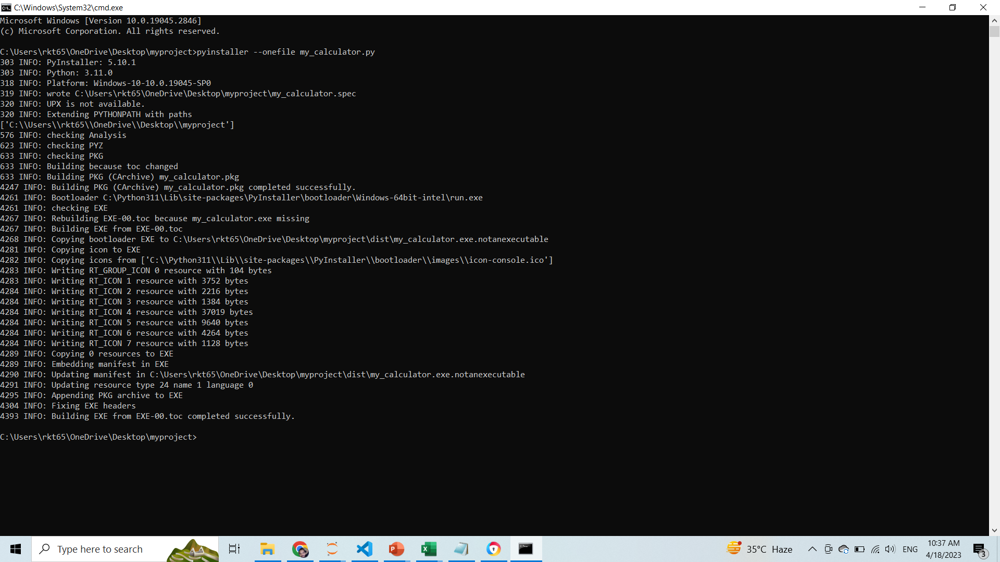 C:\Windows\System32\cmd.exe
Microsoft Windows [Version 10.0.19045.2846]
(c) Microsoft Corporation. All rights reserved.
C:\Users\rkt65\OneDrive\Desktop\myproject>pyinstaller --onefile my_calculator.py
303 INFO: PyInstaller: 5.10.1
303 INFO: Python: 3.11.0
318 INFO: Platform: Windows-10-10.0.19045-SP0
319 INFO: wrote C:\Users\rkt65\OneDrive\Desktop\myproject\my_calculator.spec
320 INFO: UPX is not available.
320 INFO: Extending PYTHONPATH with paths
['C:\\Users\\rkt65\\OneDrive\\Desktop\\myproject']
576 INFO: checking Analysis
623 INFO: checking PYZ
633 INFO: checking PKG
633 INFO: Building because toc changed
633 INFO: Building PKG (CArchive) my_calculator.pkg
4247 INFO: Building PKG (CArchive) my_calculator.pkg completed successfully.
4261 INFO: Bootloader C:\Python311\Lib\site-packages\PyInstaller\bootloader\Windows-64bit-intel\run.exe
4261 INFO: checking EXE
4267 INFO: Rebuilding EXE-00.toc because my_calculator.exe missing
4267 INFO: Building EXE from EXE-00.toc
4268 INFO: Copying bootloader EXE to C:\Users\rkt65\OneDrive\Desktop\myproject\dist\my_calculator.exe.notanexecutable
4281 INFO: Copying icon to EXE
4282 INFO: Copying icons from ['C:\\Python311\\Lib\\site-packages\\PyInstaller\\bootloader\\images\\icon-console.ico']
4283 INFO: Writing RT_GROUP_ICON 0 resource with 104 bytes
4283 INFO: Writing RT_ICON 1 resource with 3752 bytes
4284 INFO: Writing RT_ICON 2 resource with 2216 bytes
4284 INFO: Writing RT_ICON 3 resource with 1384 bytes
4284 INFO: Writing RT_ICON 4 resource with 37019 bytes
4284 INFO: Writing RT_ICON 5 resource with 9640 bytes
4284 INFO: Writing RT_ICON 6 resource with 4264 bytes
4284 INFO: Writing RT_ICON 7 resource with 1128 bytes
4289 INFO: Copying 0 resources to EXE
4289 INFO: Embedding manifest in EXE
4290 INFO: Updating manifest in C:\Users\rkt65\OneDrive\Desktop\myproject\dist\my_calculator.exe.notanexecutable
4291 INFO: Updating resource type 24 name 1 language 0
4295 INFO: Appending PKG archive to EXE
4304 INFO: Fixing EXE headers
4393 INFO: Building EXE from EXE-00.toc completed successfully.
C:\Users\rkt65\OneDrive\Desktop\myproject>
Type here to search
35°C Haze
ENG
10:37 AM
4/18/2023
3